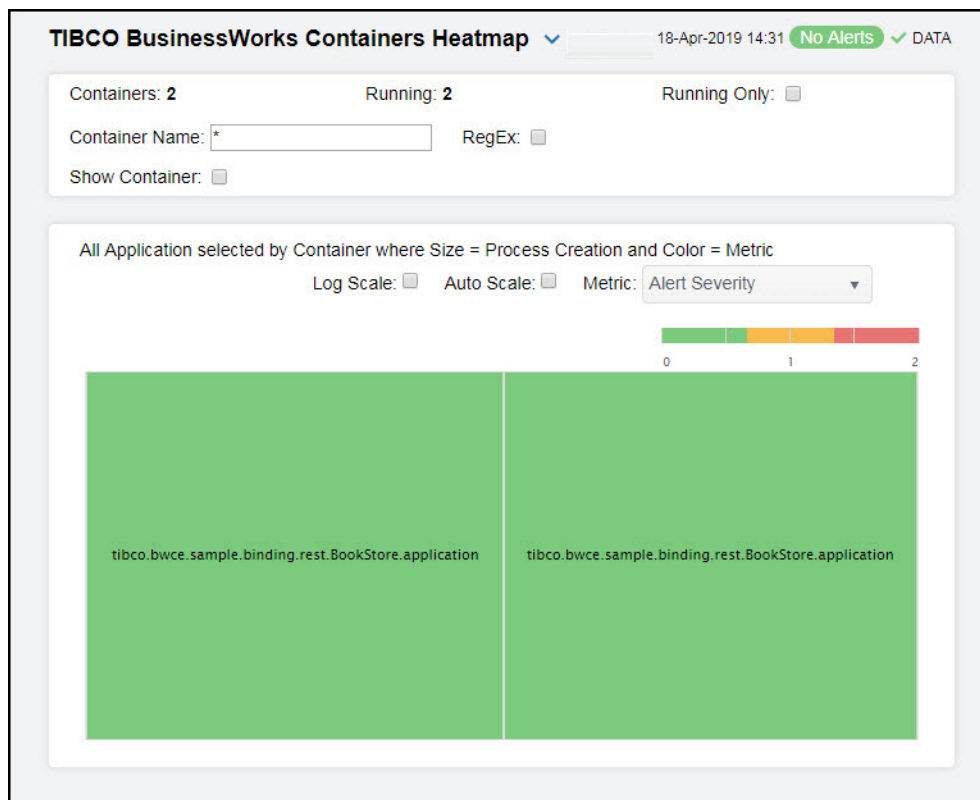 TIBCO BusinessWorks Containers Heatmap 18-Apr-2019 14:31 No Alerts DATA
Containers: 2 Running: 2 Running Only:
Container Name: * RegEx:
Show Container:
All Application selected by Container where Size = Process Creation and Color = Metric
Log Scale: Auto Scale: Metric: Alert Severity
0 1 2
tibco.bwce.sample.binding.rest.BookStore.application tibco.bwce.sample.binding.rest.BookStore.application